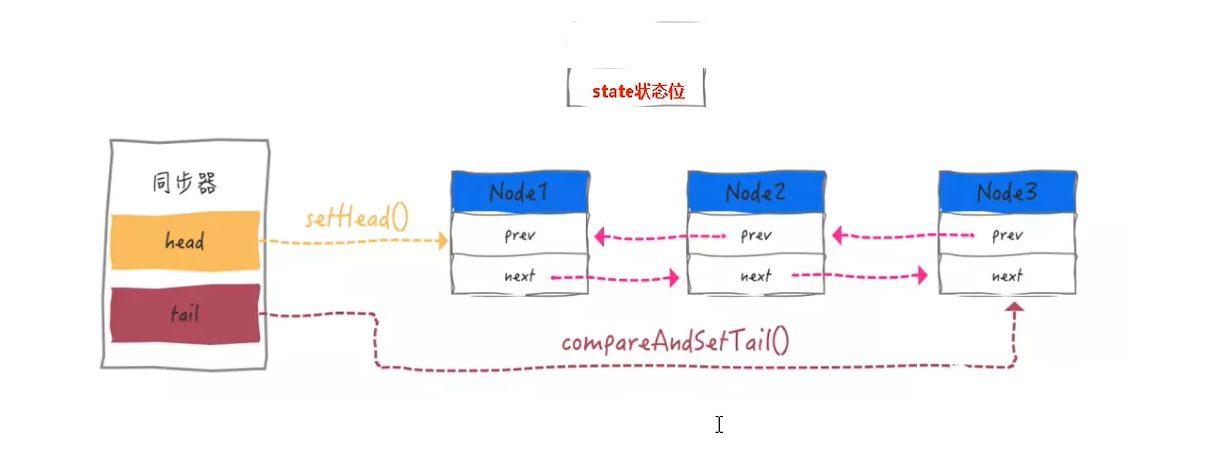 state状态位
同步器
head
tail
setHead()
Node1
prev
next
Node2
prev
next
Node3
prev
next
compareAndSetTail()